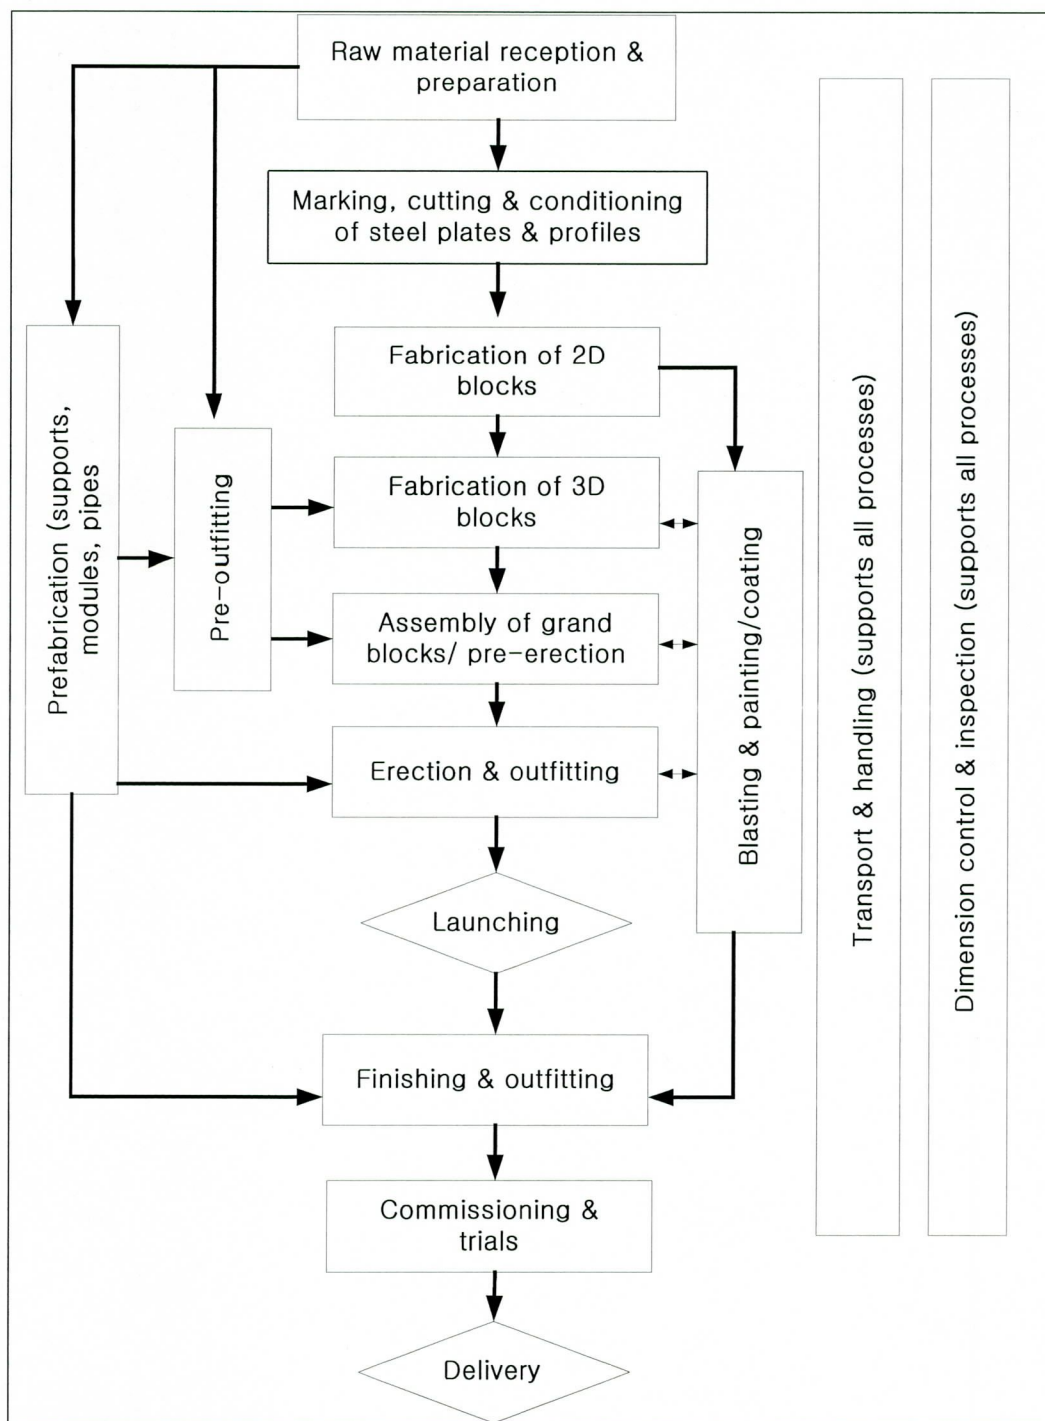 Raw material reception &
preparation
Marking, cutting & conditioning
of steel plates & profiles
Fabrication of 2D
blocks
Prefabrication (supports,
modules, pipes
Pre-outfitting
Fabrication of 3D
blocks
Assembly of grand
blocks/ pre-erection
Erection & outfitting
Blasting & painting/coating
Transport & handling (supports all processes)
Dimension control & inspection (supports all processes)
Launching
Finishing & outfitting
Commissioning &
trials
Delivery